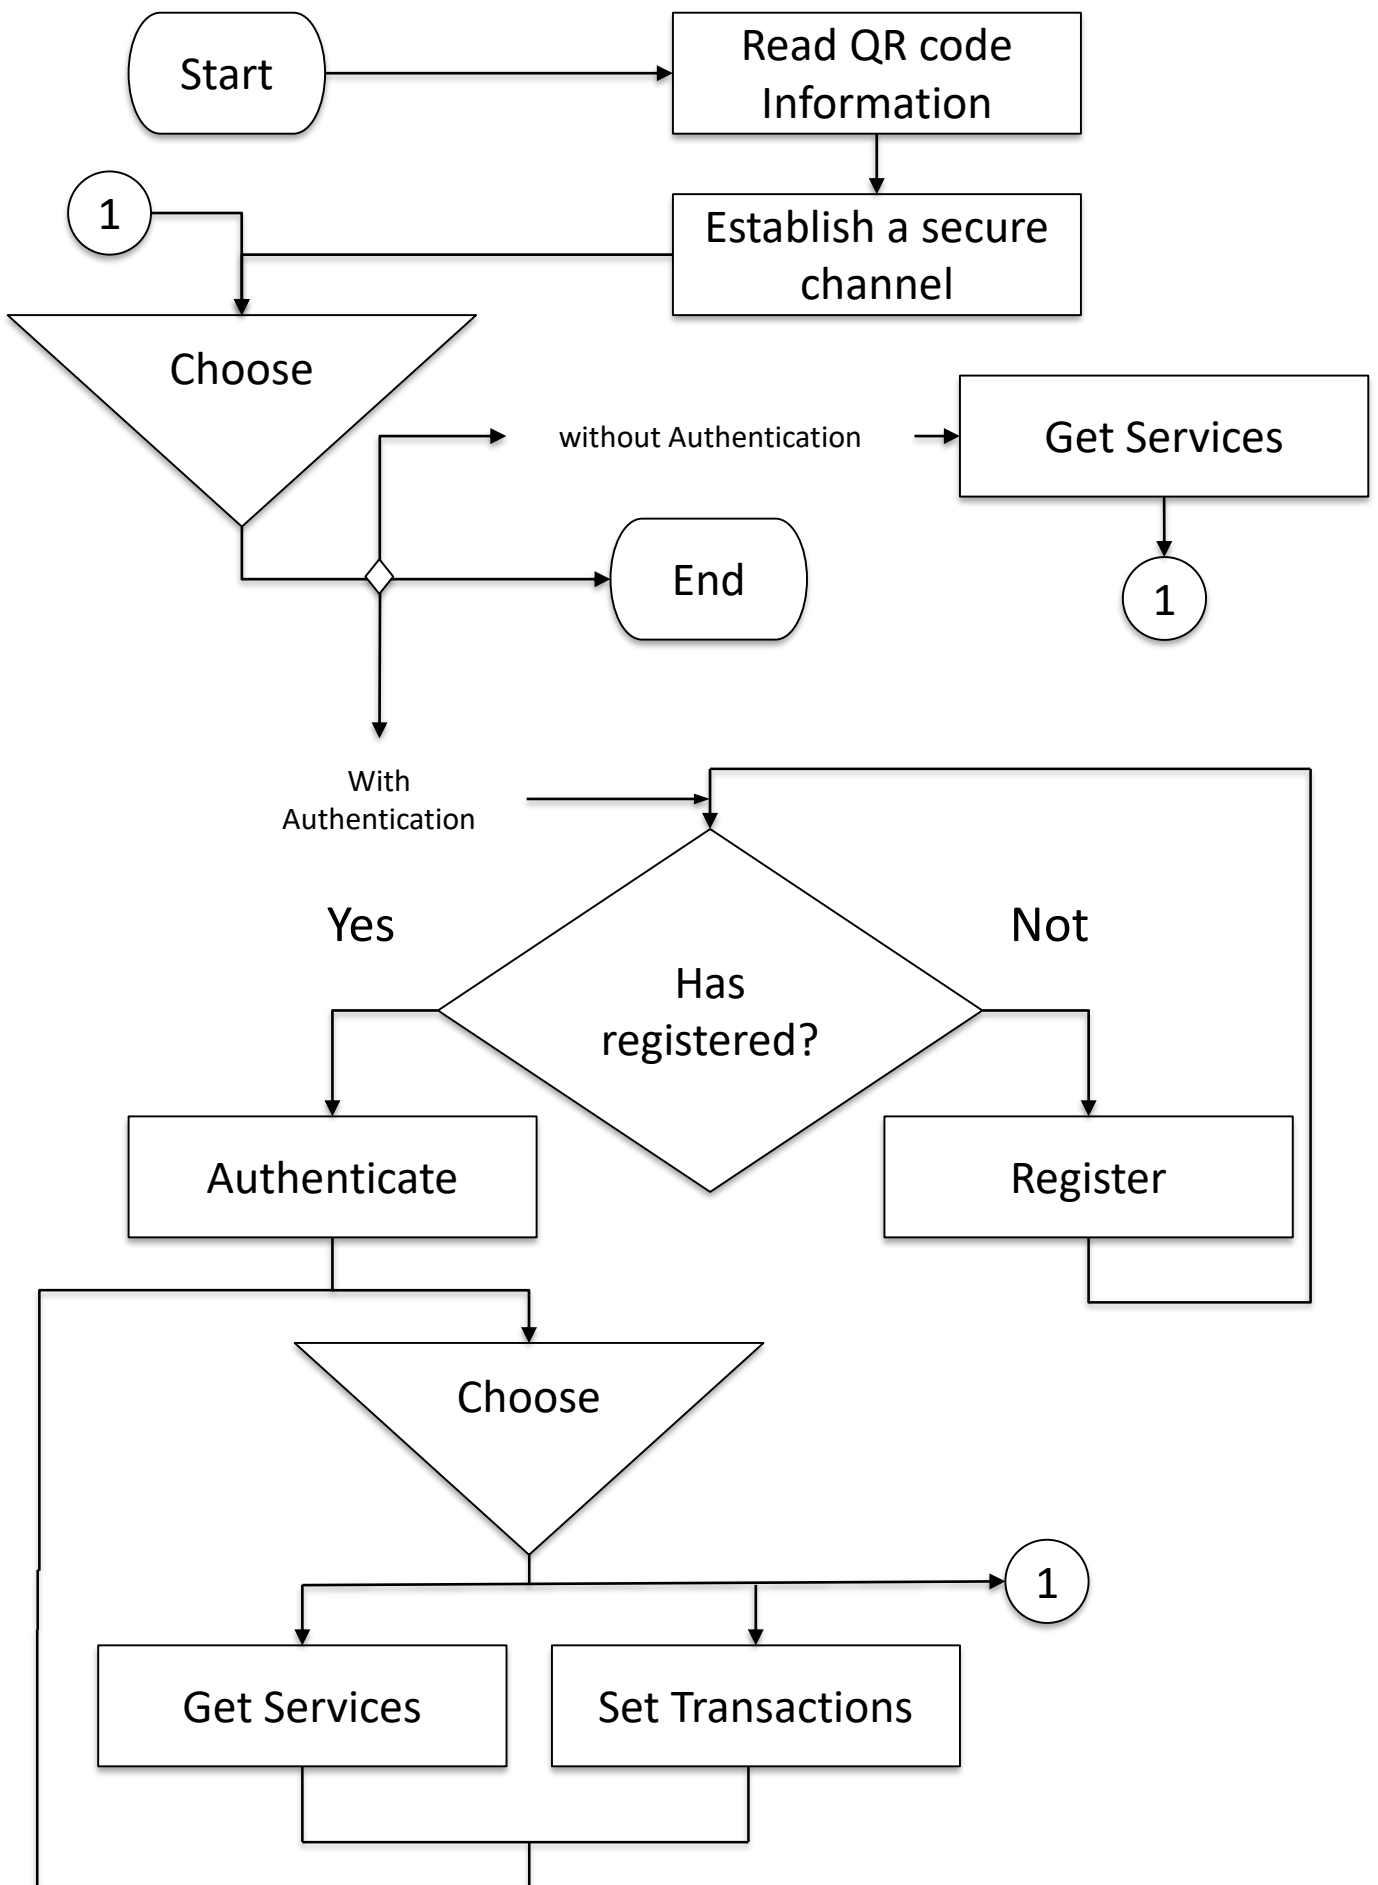 Start
Read QR code
Information
1
Establish a secure
channel
Choose
without Authentication
Get Services
End
1
With
Authentication
Yes
Not
Has
registered?
Authenticate
Register
Choose
1
Get Services
Set Transactions